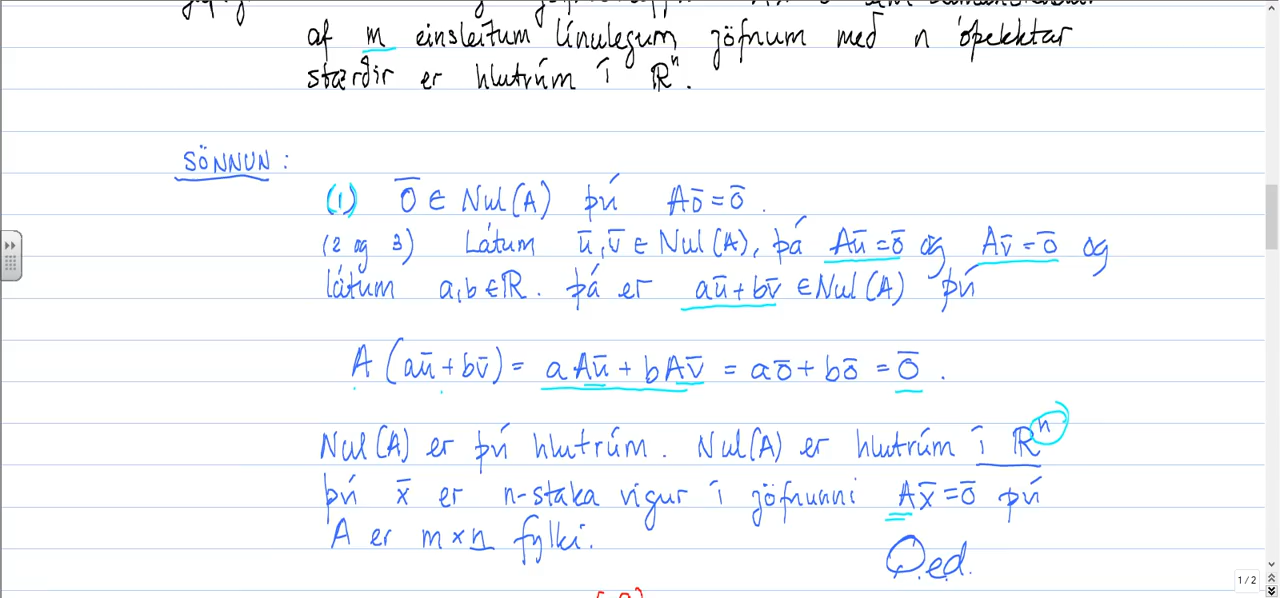 af m einsleitum línulegum jöfnum með n óþekktar
stærðir er hlutrúm í ℝⁿ.
SÖNNUN:
(1) 0̄ ∈ Nul(A) því A0̄ = 0̄.
(2 og 3) Látum ū, v̄ ∈ Nul(A), þá Aū = 0̄ og Av̄ = 0̄ og
látum a, b ∈ ℝ. Þá er aū + bv̄ ∈ Nul(A) því
A(aū + bv̄) = aAū + bAv̄ = a0̄ + b0̄ = 0̄.
Nul(A) er því hlutrúm. Nul(A) er hlutrúm í ℝⁿ
því x̄ er n-staka vigur í jöfnunni Ax̄ = 0̄ því
A er m×n fylki.
Q.e.d.
1/2